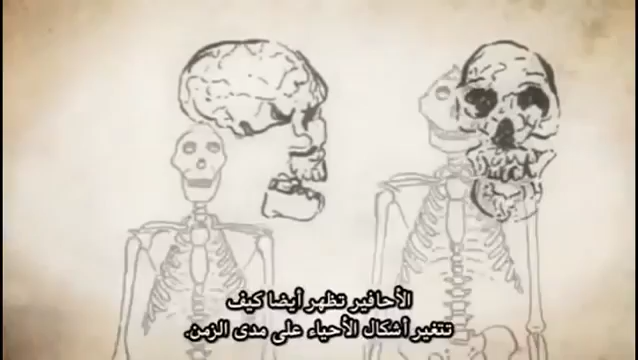 الأحافير تظهر أيضا كيف
تتغير أشكال الأحياء على مدى الزمن.